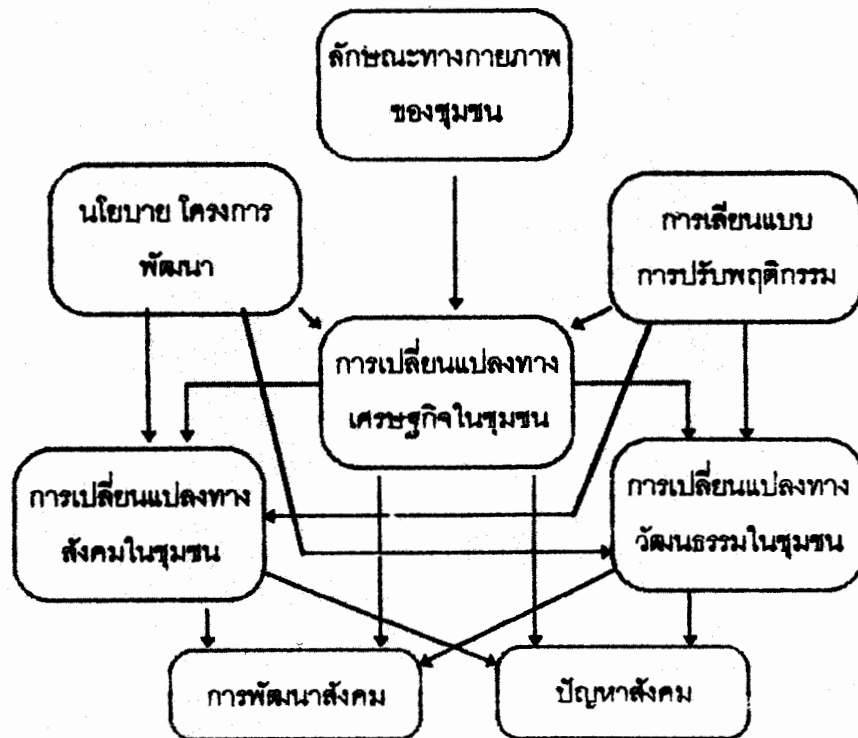 ลักษณะทางกายภาพ
ของชุมชน
นโยบาย โครงการ
พัฒนา
การเลียนแบบ
การปรับพฤติกรรม
การเปลี่ยนแปลงทาง
เศรษฐกิจในชุมชน
การเปลี่ยนแปลงทาง
สังคมในชุมชน
การเปลี่ยนแปลงทาง
วัฒนธรรมในชุมชน
การพัฒนาสังคม
ปัญหาสังคม